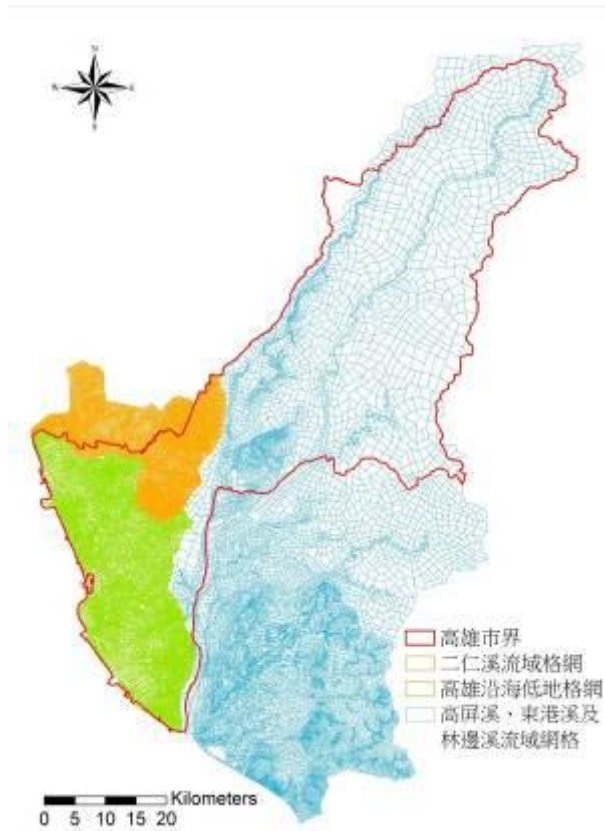 N
W E
S
高雄市界
二仁溪流域格網
高雄沿海低地格網
高屏溪、東港溪及
林邊溪流域網格
Kilometers
0 5 10 15 20